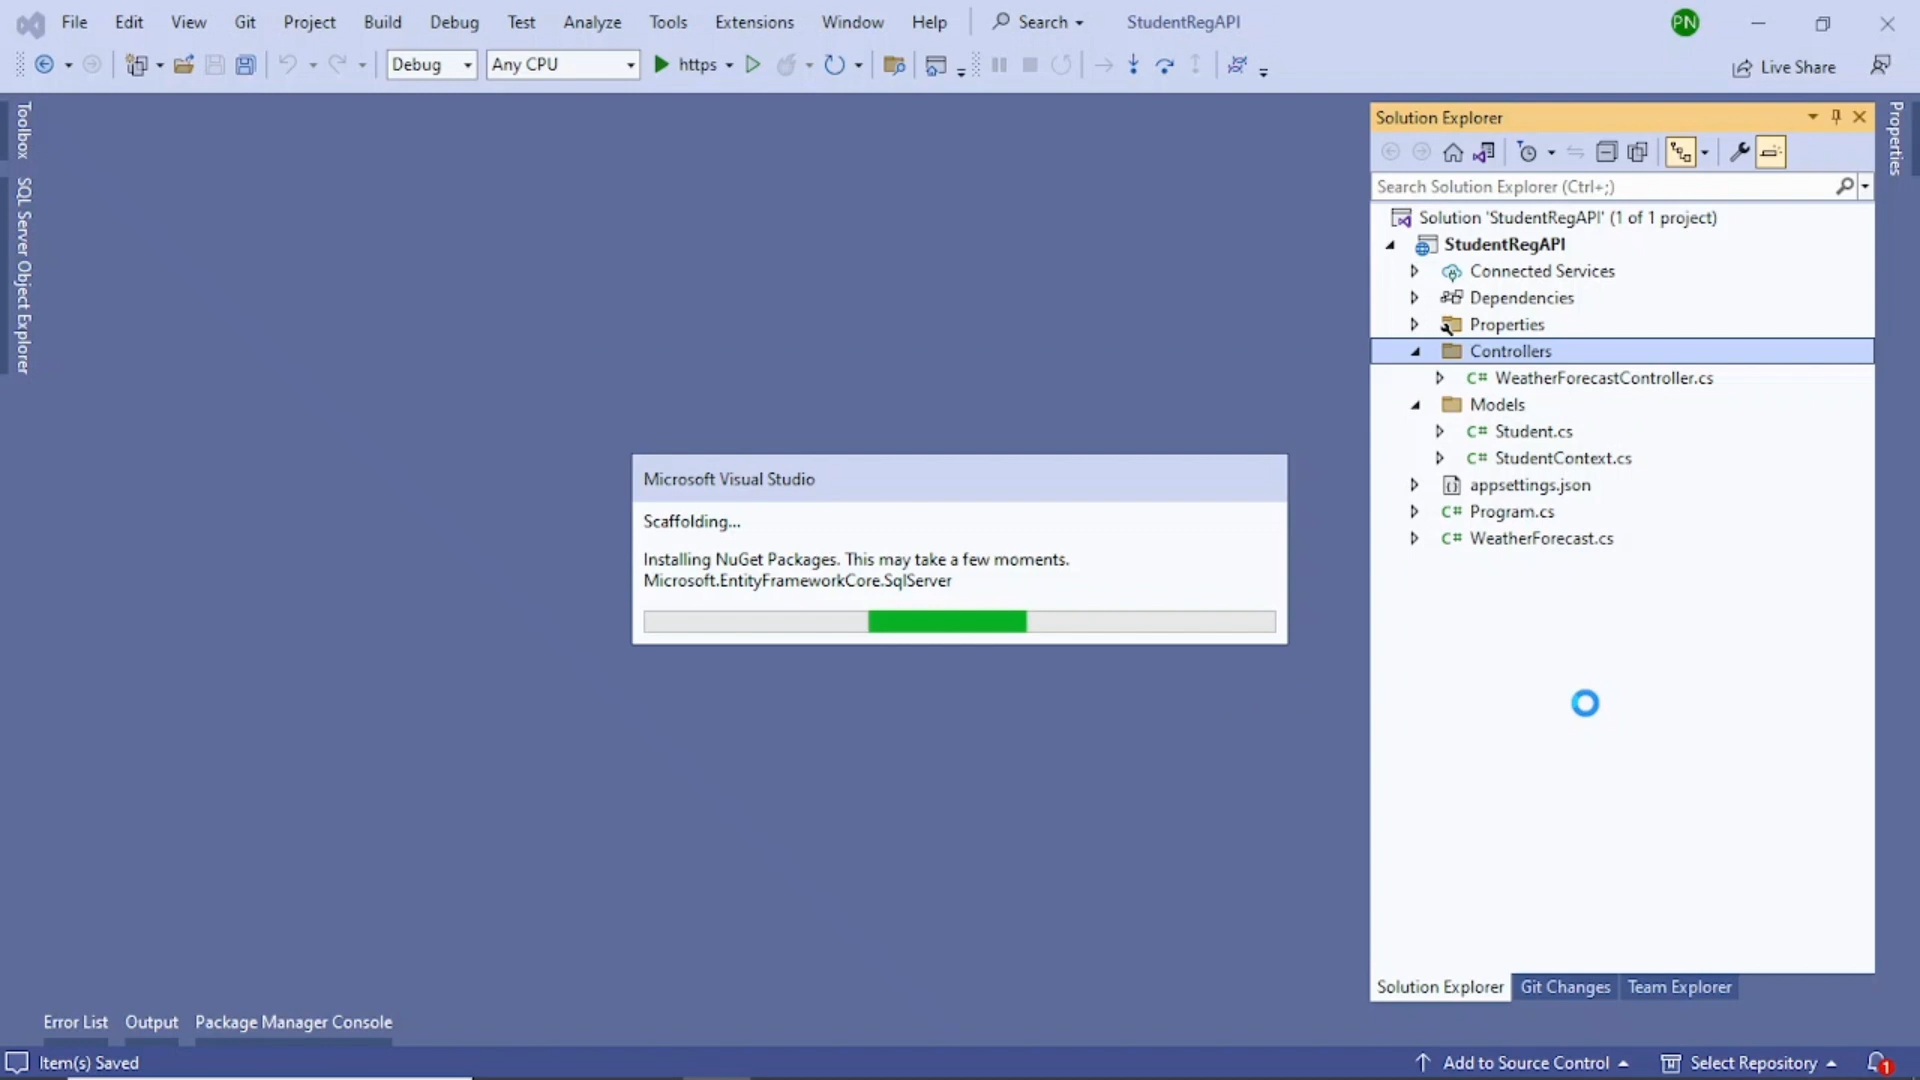 File Edit View Git Project Build Debug Test Analyze Tools Extensions Window Help Search StudentRegAPI PN
Debug Any CPU https Live Share
Toolbox
SQL Server Object Explorer
Solution Explorer
Search Solution Explorer (Ctrl+;)
Solution 'StudentRegAPI' (1 of 1 project)
StudentRegAPI
Connected Services
Dependencies
Properties
Controllers
C# WeatherForecastController.cs
Models
C# Student.cs
C# StudentContext.cs
appsettings.json
C# Program.cs
C# WeatherForecast.cs
Properties
Microsoft Visual Studio
Scaffolding...
Installing NuGet Packages. This may take a few moments.
Microsoft.EntityFrameworkCore.SqlServer
Solution Explorer Git Changes Team Explorer
Error List Output Package Manager Console
Item(s) Saved Add to Source Control Select Repository 1